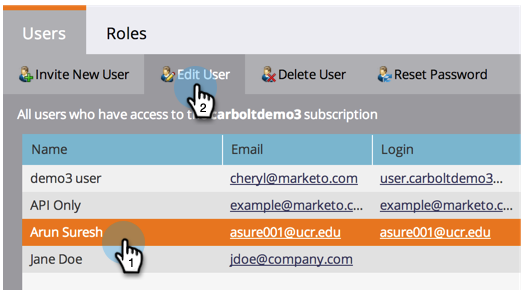 Users Roles
Invite New User Edit User Delete User Reset Password
2
All users who have access to t carboltdemo3 subscription
Name Email Login
demo3 user cheryl@marketo.com user.carboltdemo3...
API Only example@marketo.c... example@marketo.c...
Arun Suresh asure001@ucr.edu asure001@ucr.edu
1
Jane Doe jdoe@company.com